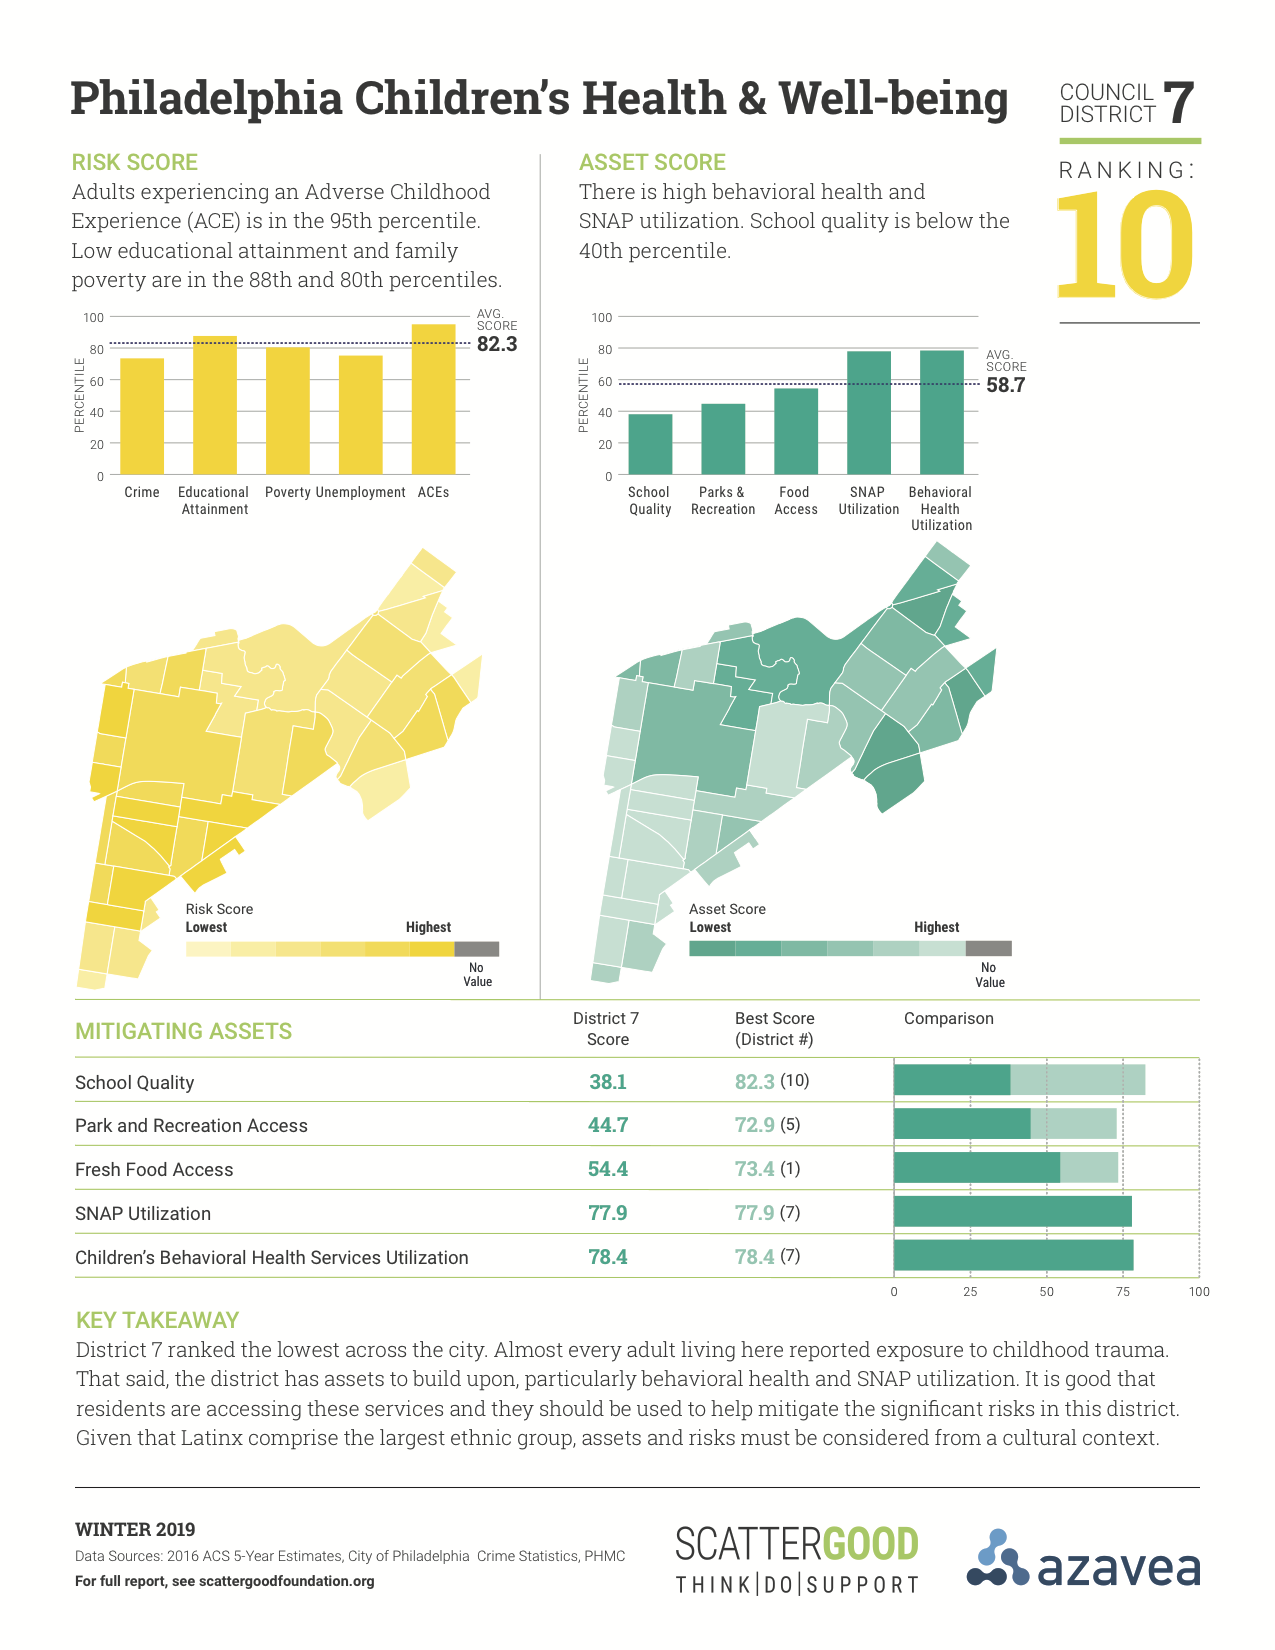 Philadelphia Children's Health & Well-being
COUNCIL
DISTRICT 7
RANKING:
10
RISK SCORE
Adults experiencing an Adverse Childhood
Experience (ACE) is in the 95th percentile.
Low educational attainment and family
poverty are in the 88th and 80th percentiles.
100
80
60
40
20
0
PERCENTILE
AVG.
SCORE
82.3
Crime
Educational
Attainment
Poverty
Unemployment
ACEs
ASSET SCORE
There is high behavioral health and
SNAP utilization. School quality is below the
40th percentile.
100
80
60
40
20
0
PERCENTILE
AVG.
SCORE
58.7
School
Quality
Parks &
Recreation
Food
Access
SNAP
Utilization
Behavioral
Health
Utilization
Risk Score
Lowest Highest
No
Value
Asset Score
Lowest Highest
No
Value
MITIGATING ASSETS
District 7
Score
Best Score
(District #)
Comparison
School Quality 38.1 82.3 (10)
Park and Recreation Access 44.7 72.9 (5)
Fresh Food Access 54.4 73.4 (1)
SNAP Utilization 77.9 77.9 (7)
Children's Behavioral Health Services Utilization 78.4 78.4 (7)
0 25 50 75 100
KEY TAKEAWAY
District 7 ranked the lowest across the city. Almost every adult living here reported exposure to childhood trauma.
That said, the district has assets to build upon, particularly behavioral health and SNAP utilization. It is good that
residents are accessing these services and they should be used to help mitigate the significant risks in this district.
Given that Latinx comprise the largest ethnic group, assets and risks must be considered from a cultural context.
WINTER 2019
Data Sources: 2016 ACS 5-Year Estimates, City of Philadelphia Crime Statistics, PHMC
For full report, see scattergoodfoundation.org
SCATTERGOOD
THINK|DO|SUPPORT
azavea